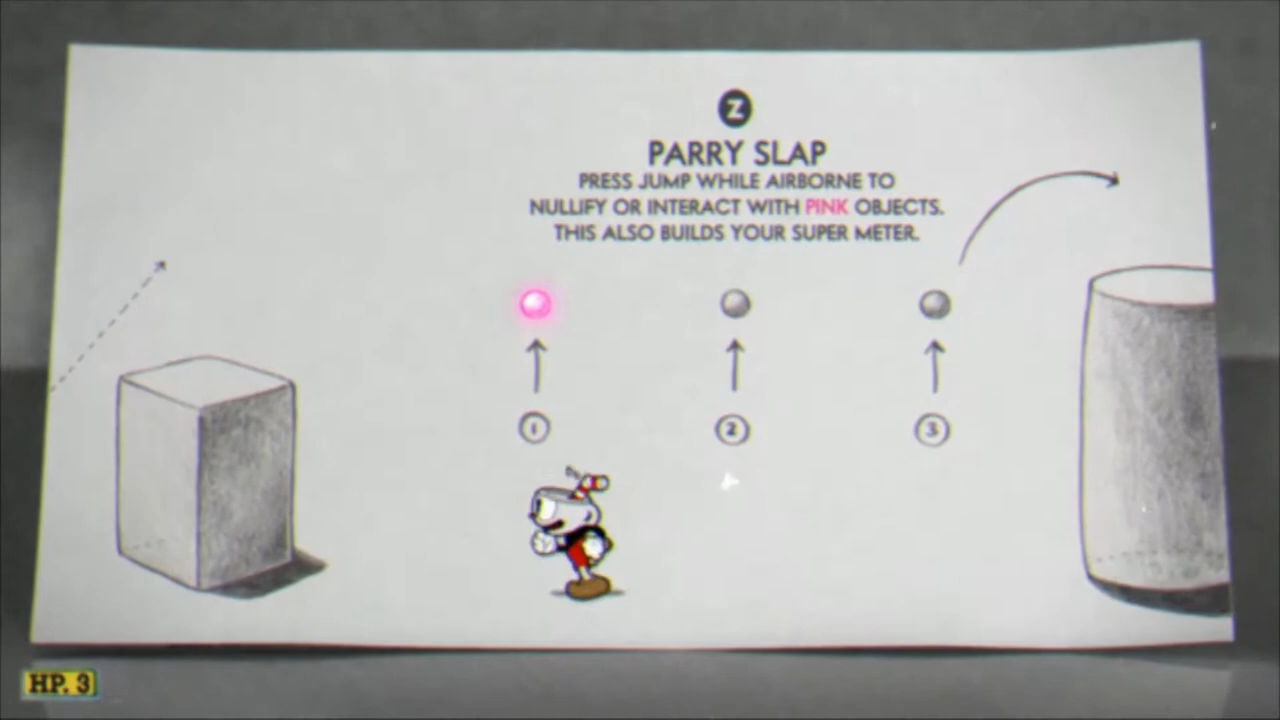 Z
PARRY SLAP
PRESS JUMP WHILE AIRBORNE TO
NULLIFY OR INTERACT WITH PINK OBJECTS.
THIS ALSO BUILDS YOUR SUPER METER.
1 2 3
HP. 3